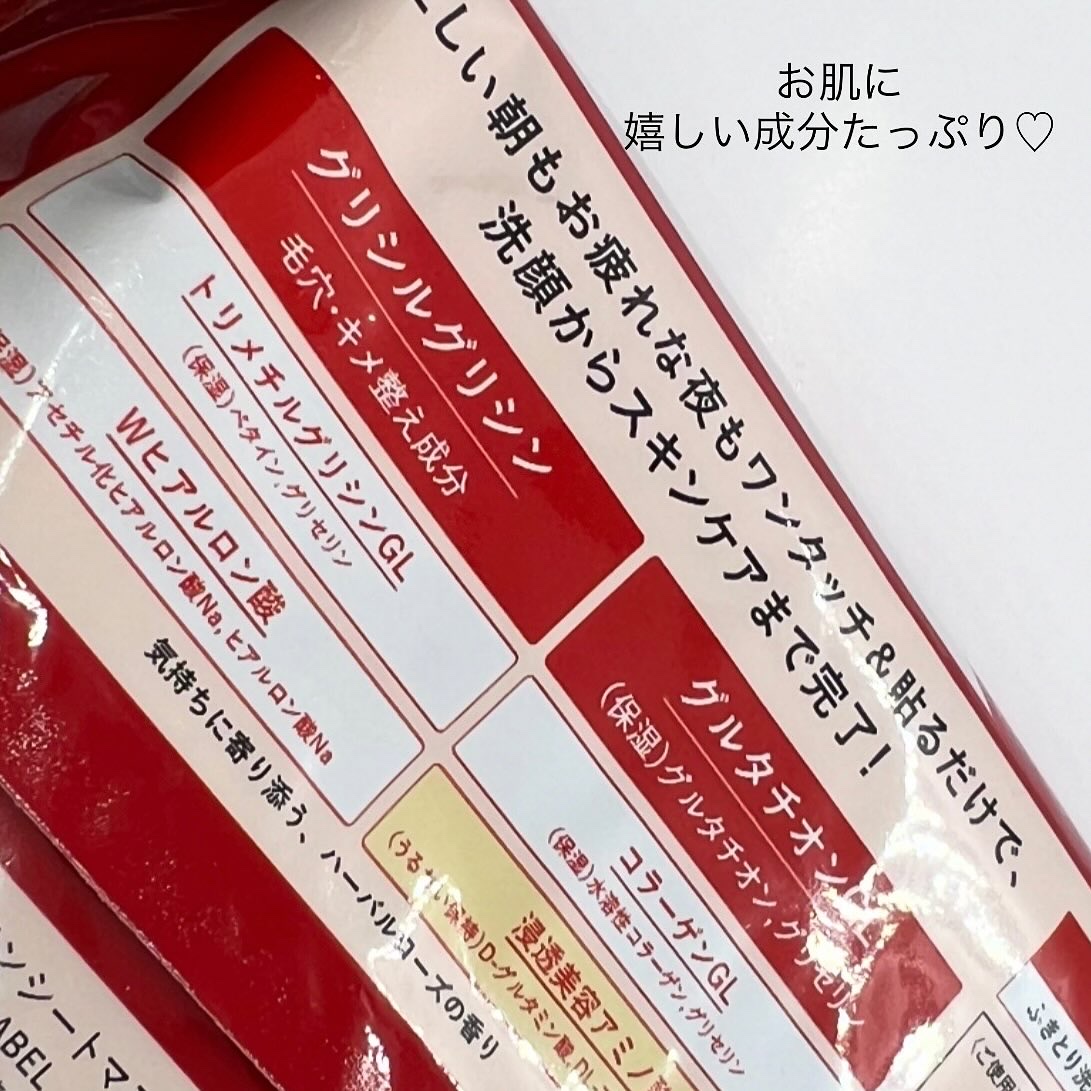 お肌に
嬉しい成分たっぷり♡
しい朝もお疲れな夜もワンタッチ&貼るだけで、
洗顔からスキンケアまで完了!
グリシルグリシン
毛穴・キメ整え成分
トリメチルグリシンGL
(保湿)ベタイン,グリセリン
Wヒアルロン酸
アセチル化ヒアルロン酸Na,ヒアルロン酸Na
グルタチオン
(保湿)グルタチオン,グリセリン
コラーゲンGL
(保湿)水溶性コラーゲン,グリセリン
浸透美容アミノ
(うるおい保持)D-グルタミン酸,DL-
気持ちに寄り添う、ハーバルローズの香り
ふきとり
(ご使用
ンシートマ
ABEL